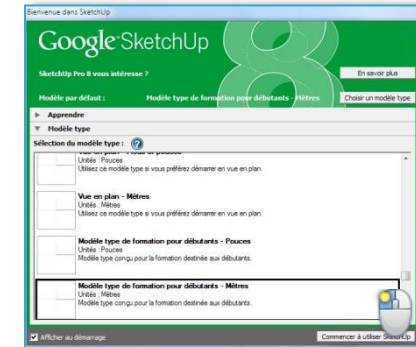 Bienvenue dans SketchUp
Google SketchUp
8
SketchUp Pro 8 vous intéresse ?
En savoir plus
Modèle par défaut :
Modèle type de formation pour débutants - Mètres
Choisir un modèle type
Apprendre
Modèle type
Sélection du modèle type :
Unités : Pouces
Utilisez ce modèle type si vous préférez démarrer en vue en plan.
Vue en plan - Mètres
Unités : Mètres
Utilisez ce modèle type si vous préférez démarrer en vue en plan.
Modèle type de formation pour débutants - Pouces
Unités : Pouces
Modèle type conçu pour la formation destinée aux débutants.
Modèle type de formation pour débutants - Mètres
Unités : Mètres
Modèle type conçu pour la formation destinée aux débutants.
Afficher au démarrage
Commencer à utiliser SketchUp